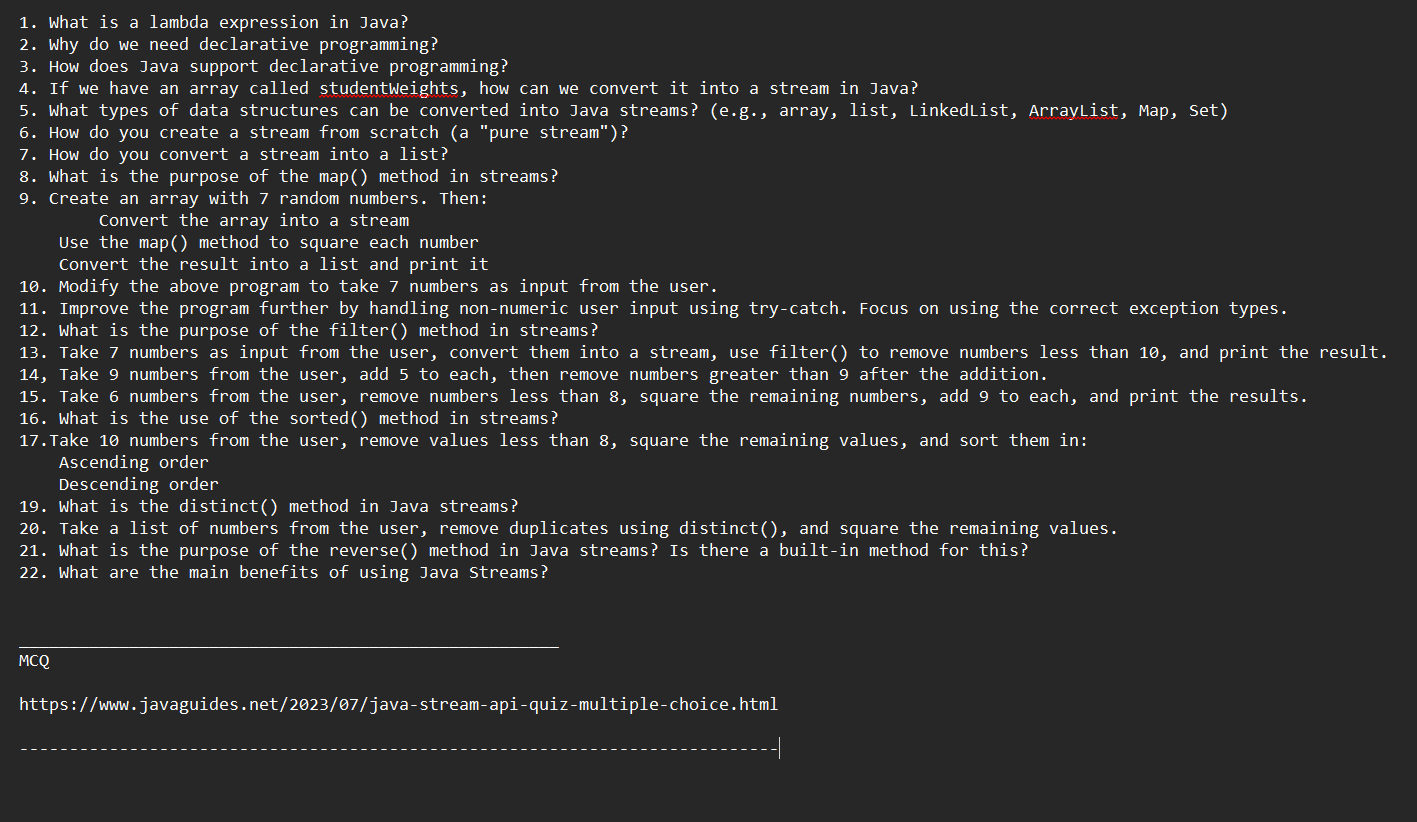 1. What is a lambda expression in Java?
2. Why do we need declarative programming?
3. How does Java support declarative programming?
4. If we have an array called studentWeights, how can we convert it into a stream in Java?
5. What types of data structures can be converted into Java streams? (e.g., array, list, LinkedList, ArrayList, Map, Set)
6. How do you create a stream from scratch (a "pure stream")?
7. How do you convert a stream into a list?
8. What is the purpose of the map() method in streams?
9. Create an array with 7 random numbers. Then:
Convert the array into a stream
Use the map() method to square each number
Convert the result into a list and print it
10. Modify the above program to take 7 numbers as input from the user.
11. Improve the program further by handling non-numeric user input using try-catch. Focus on using the correct exception types.
12. What is the purpose of the filter() method in streams?
13. Take 7 numbers as input from the user, convert them into a stream, use filter() to remove numbers less than 10, and print the result.
14, Take 9 numbers from the user, add 5 to each, then remove numbers greater than 9 after the addition.
15. Take 6 numbers from the user, remove numbers less than 8, square the remaining numbers, add 9 to each, and print the results.
16. What is the use of the sorted() method in streams?
17.Take 10 numbers from the user, remove values less than 8, square the remaining values, and sort them in:
Ascending order
Descending order
19. What is the distinct() method in Java streams?
20. Take a list of numbers from the user, remove duplicates using distinct(), and square the remaining values.
21. What is the purpose of the reverse() method in Java streams? Is there a built-in method for this?
22. What are the main benefits of using Java Streams?
______________________________________________________
MCQ
https://www.javaguides.net/2023/07/java-stream-api-quiz-multiple-choice.html
----------------------------------------------------------------------------